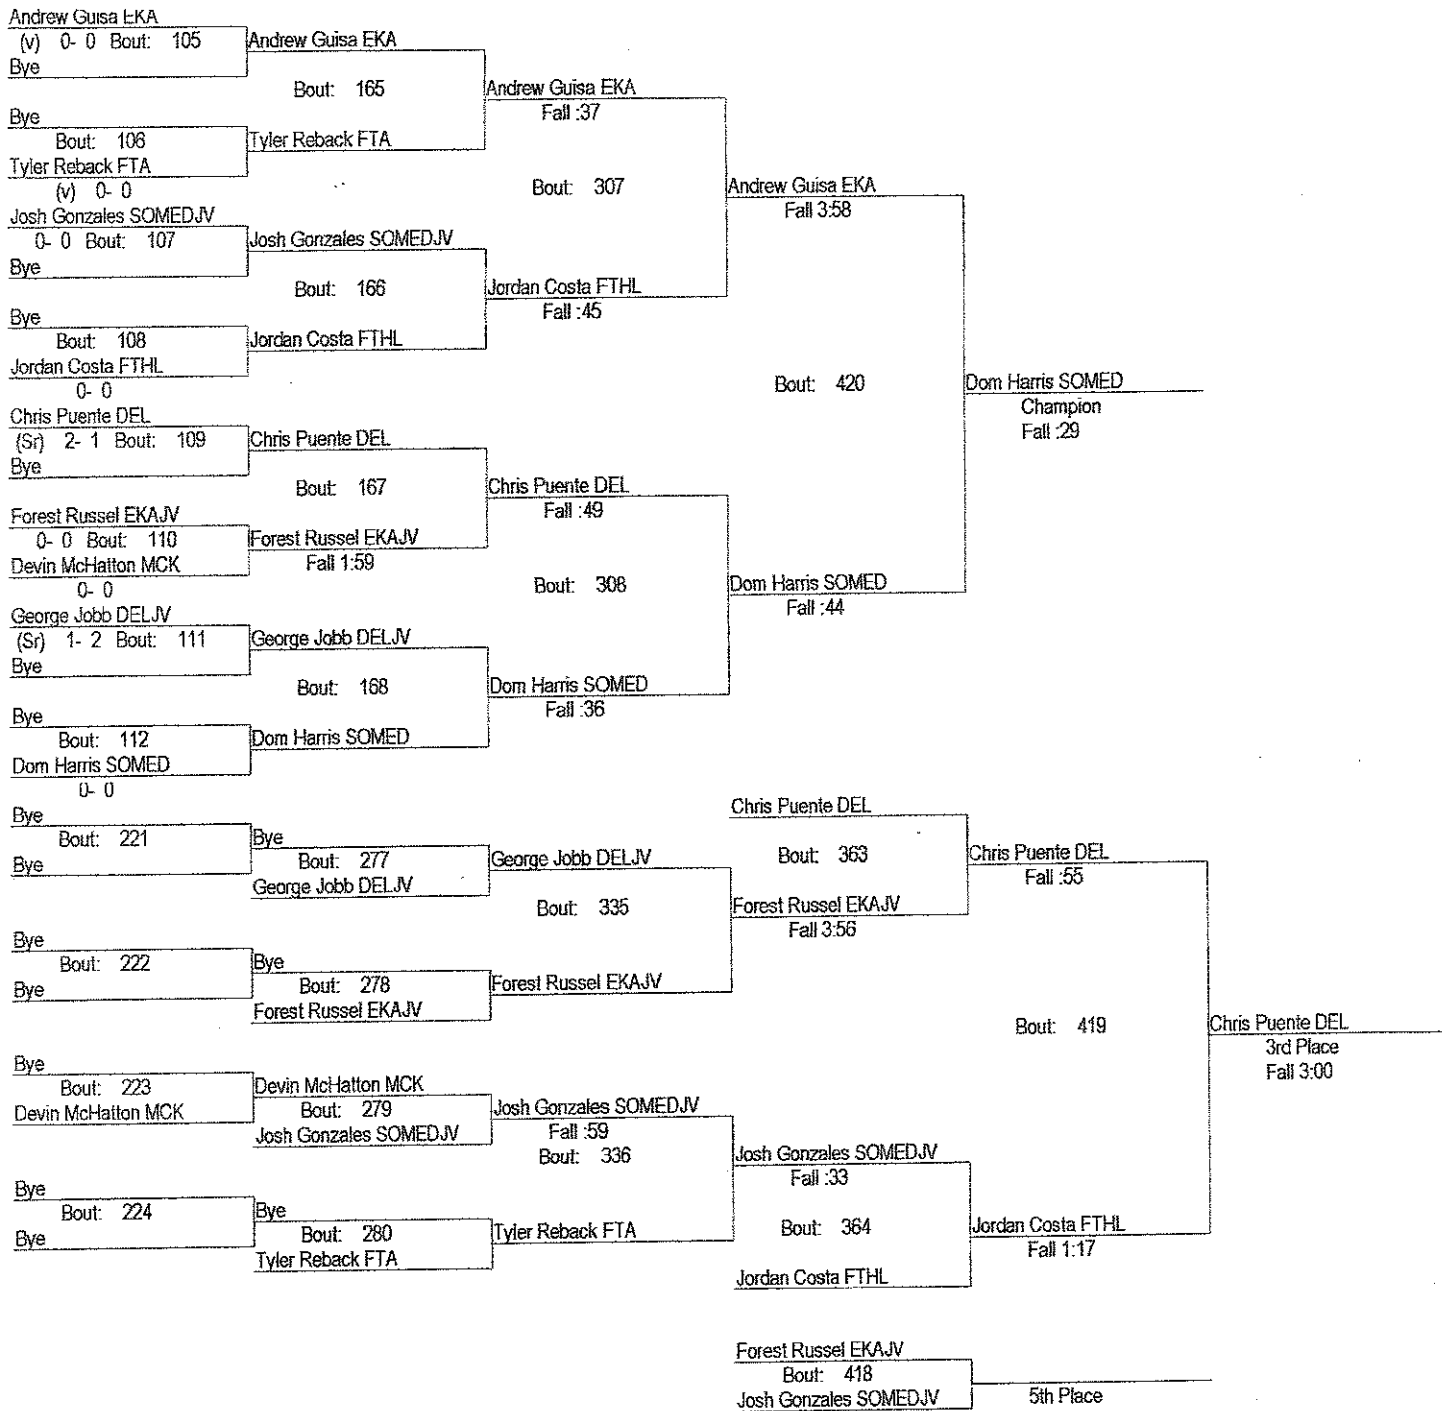 Andrew Guisa EKA
(v) 0- 0 Bout: 105
Bye
Andrew Guisa EKA
Bout: 165
Bye
Bout: 106
Tyler Reback FTA
(v) 0- 0
Tyler Reback FTA
Andrew Guisa EKA
Fall :37
Bout: 307
Josh Gonzales SOMEDJV
0- 0 Bout: 107
Bye
Josh Gonzales SOMEDJV
Bout: 166
Bye
Bout: 108
Jordan Costa FTHL
0- 0
Jordan Costa FTHL
Jordan Costa FTHL
Fall :45
Andrew Guisa EKA
Fall 3:58
Bout: 420
Chris Puente DEL
(Sr) 2- 1 Bout: 109
Bye
Chris Puente DEL
Bout: 167
Forest Russel EKAJV
0- 0 Bout: 110
Devin McHatton MCK
0- 0
Forest Russel EKAJV
Fall 1:59
Chris Puente DEL
Fall :49
Bout: 308
George Jobb DELJV
(Sr) 1- 2 Bout: 111
Bye
George Jobb DELJV
Bout: 168
Bye
Bout: 112
Dom Harris SOMED
0- 0
Dom Harris SOMED
Dom Harris SOMED
Fall :36
Dom Harris SOMED
Fall :44
Dom Harris SOMED
Champion
Fall :29
Bye
Bout: 221
Bye
Bye
Bout: 277
George Jobb DELJV
George Jobb DELJV
Bout: 335
Bye
Bout: 222
Bye
Bye
Bout: 278
Forest Russel EKAJV
Forest Russel EKAJV
Chris Puente DEL
Bout: 363
Forest Russel EKAJV
Fall 3:56
Chris Puente DEL
Fall :55
Bout: 419
Bye
Bout: 223
Devin McHatton MCK
Devin McHatton MCK
Bout: 279
Josh Gonzales SOMEDJV
Josh Gonzales SOMEDJV
Fall :59
Bout: 336
Bye
Bout: 224
Bye
Bye
Bout: 280
Tyler Reback FTA
Tyler Reback FTA
Josh Gonzales SOMEDJV
Fall :33
Bout: 364
Jordan Costa FTHL
Jordan Costa FTHL
Fall 1:17
Chris Puente DEL
3rd Place
Fall 3:00
Forest Russel EKAJV
Bout: 418
Josh Gonzales SOMEDJV
5th Place